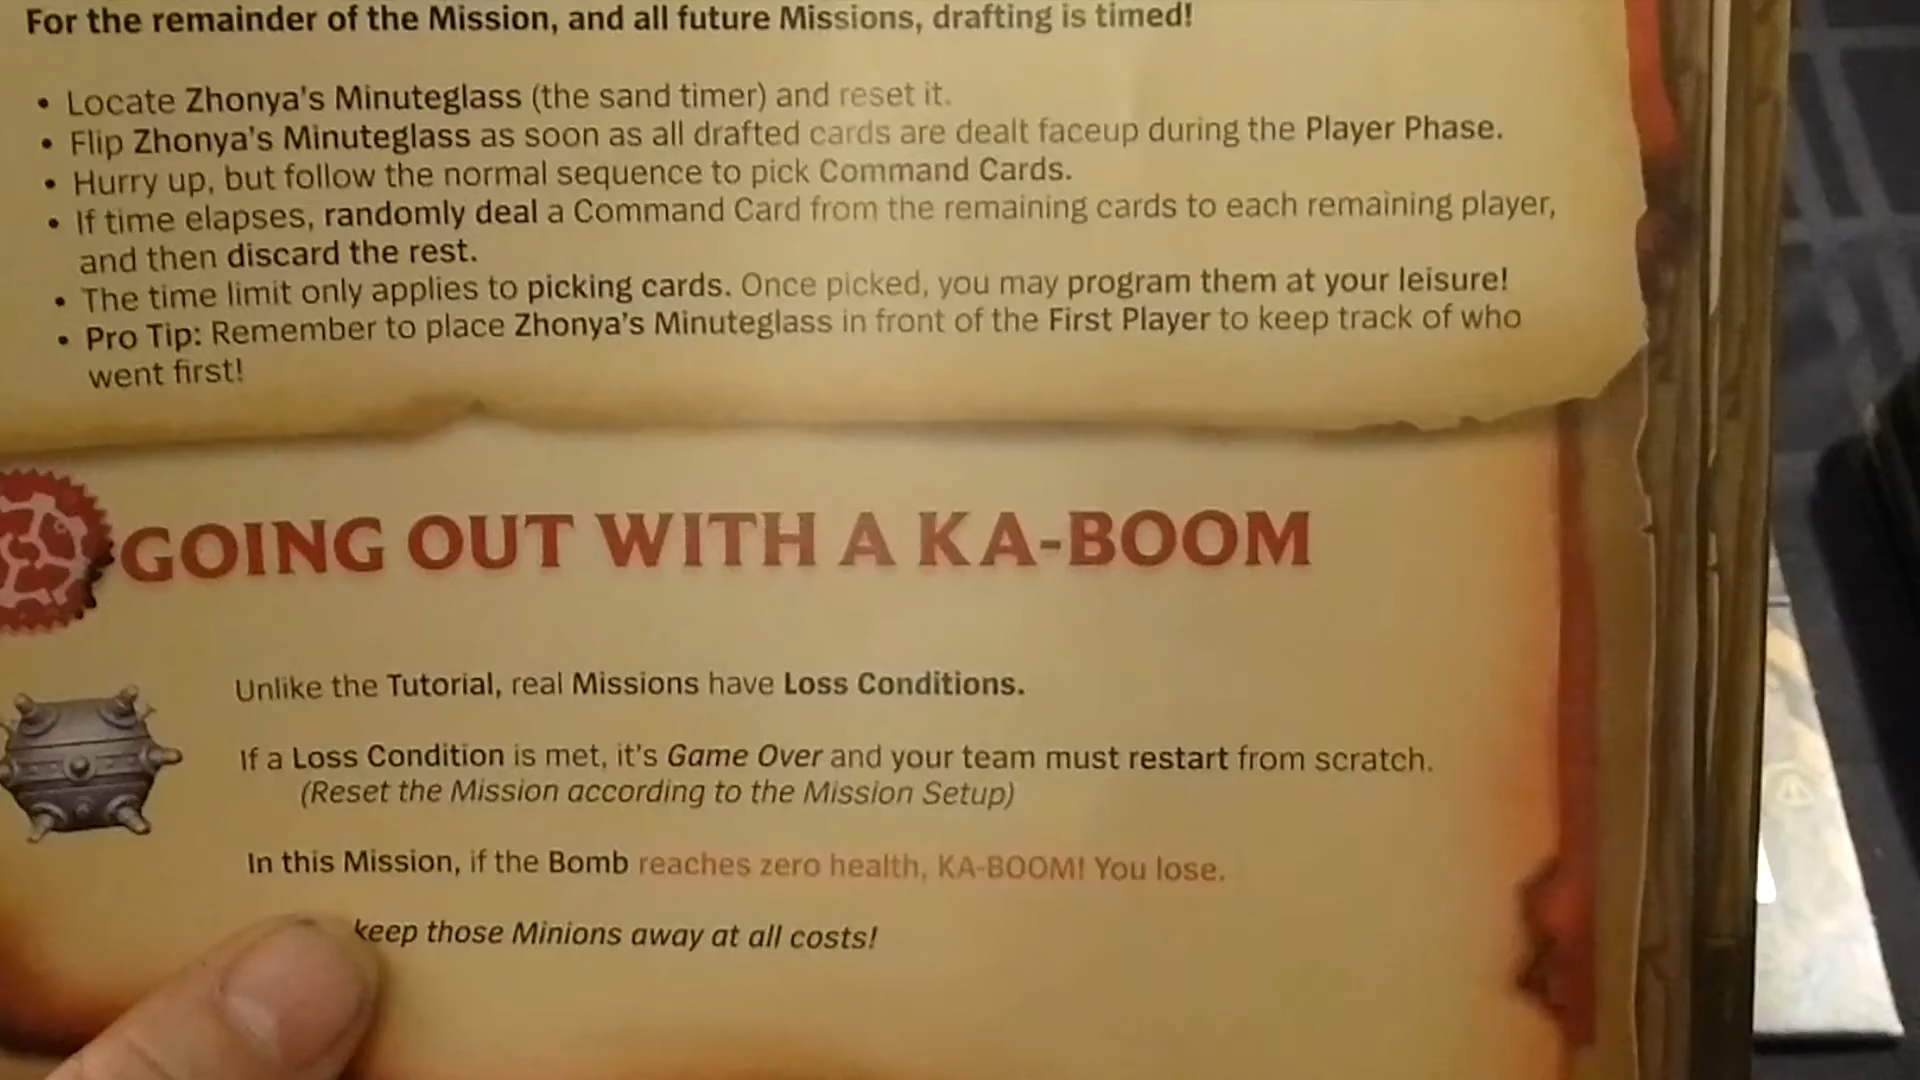 For the remainder of the Mission, and all future Missions, drafting is timed!
• Locate Zhonya's Minuteglass (the sand timer) and reset it.
• Flip Zhonya's Minuteglass as soon as all drafted cards are dealt faceup during the Player Phase.
• Hurry up, but follow the normal sequence to pick Command Cards.
• If time elapses, randomly deal a Command Card from the remaining cards to each remaining player,
and then discard the rest.
• The time limit only applies to picking cards. Once picked, you may program them at your leisure!
• Pro Tip: Remember to place Zhonya's Minuteglass in front of the First Player to keep track of who
went first!
GOING OUT WITH A KA-BOOM
Unlike the Tutorial, real Missions have Loss Conditions.
If a Loss Condition is met, it's Game Over and your team must restart from scratch.
(Reset the Mission according to the Mission Setup)
In this Mission, if the Bomb reaches zero health, KA-BOOM! You lose.
keep those Minions away at all costs!